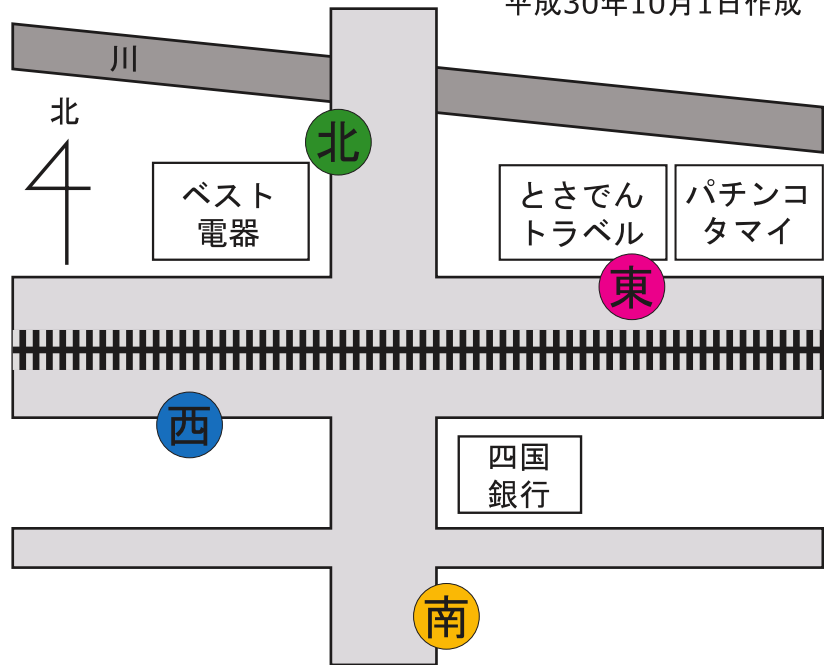 平成30年10月1日作成
川
北
北
ベスト
電器
とさでん
トラベル
パチンコ
タマイ
東
西
四国
銀行
南